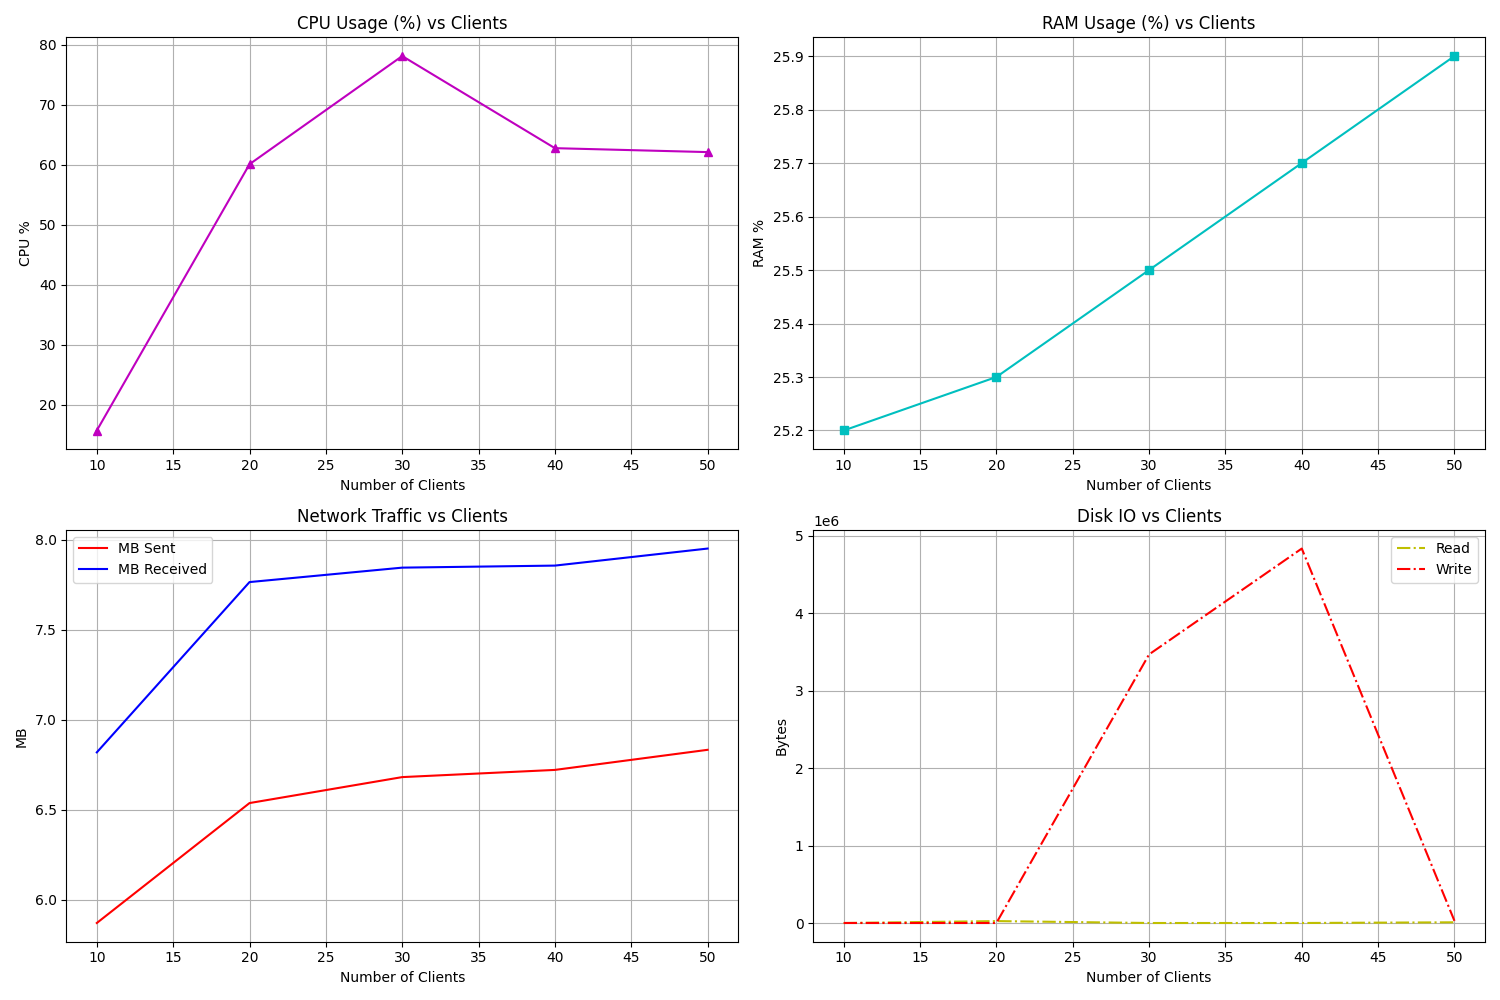 CPU Usage (%) vs Clients
80
70
60
50
40
30
20
CPU %
10 15 20 25 30 35 40 45 50
Number of Clients
RAM Usage (%) vs Clients
25.9
25.8
25.7
25.6
25.5
25.4
25.3
25.2
RAM %
10 15 20 25 30 35 40 45 50
Number of Clients
Network Traffic vs Clients
MB Sent
MB Received
8.0
7.5
7.0
6.5
6.0
MB
10 15 20 25 30 35 40 45 50
Number of Clients
Disk IO vs Clients
1e6
Read
Write
5
4
3
2
1
0
Bytes
10 15 20 25 30 35 40 45 50
Number of Clients